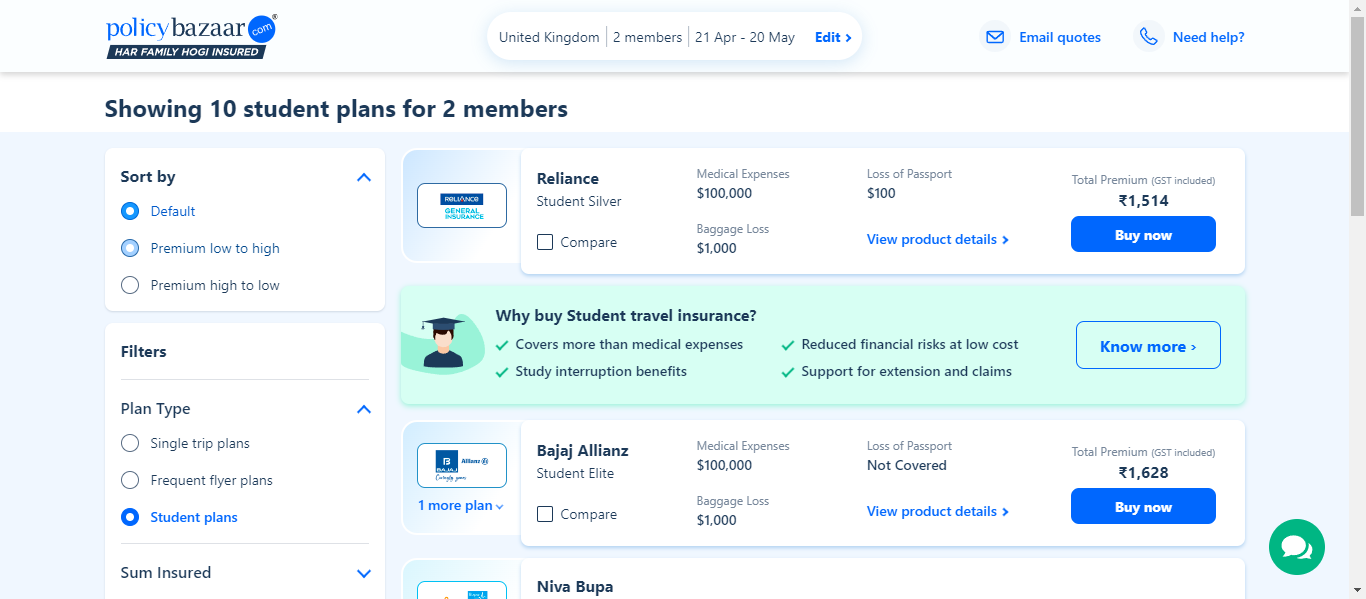 policybazaar com ®
HAR FAMILY HOGI INSURED
United Kingdom 2 members 21 Apr - 20 May Edit
Email quotes
Need help?
Showing 10 student plans for 2 members
Sort by
Default
Premium low to high
Premium high to low
Filters
Plan Type
Single trip plans
Frequent flyer plans
Student plans
Sum Insured
RELIANCE
GENERAL
INSURANCE
Reliance
Student Silver
Compare
Medical Expenses
$100,000
Baggage Loss
$1,000
Loss of Passport
$100
View product details
Total Premium (GST included)
₹1,514
Buy now
Why buy Student travel insurance?
Covers more than medical expenses
Reduced financial risks at low cost
Study interruption benefits
Support for extension and claims
Know more ›
B
BAJAJ
Allianz
Caringly yours
1 more plan
Bajaj Allianz
Student Elite
Compare
Medical Expenses
$100,000
Baggage Loss
$1,000
Loss of Passport
Not Covered
View product details
Total Premium (GST included)
₹1,628
Buy now
Niva Bupa